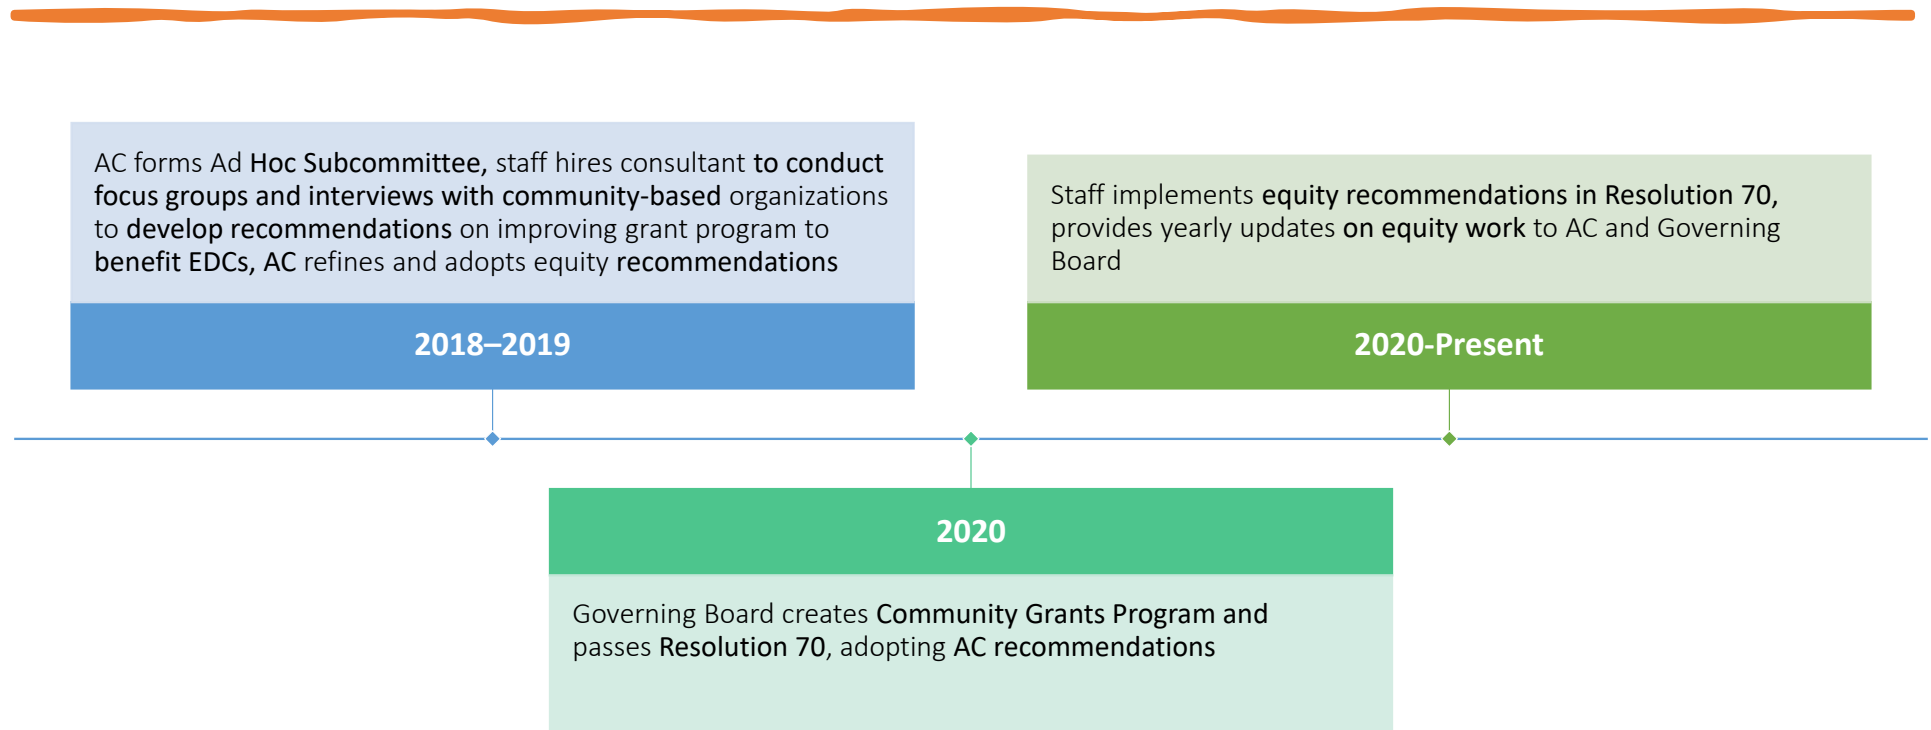 AC forms Ad Hoc Subcommittee, staff hires consultant to conduct
focus groups and interviews with community-based organizations
to develop recommendations on improving grant program to
benefit EDCs, AC refines and adopts equity recommendations
2018–2019
2020
Governing Board creates Community Grants Program and
passes Resolution 70, adopting AC recommendations
Staff implements equity recommendations in Resolution 70,
provides yearly updates on equity work to AC and Governing
Board
2020-Present